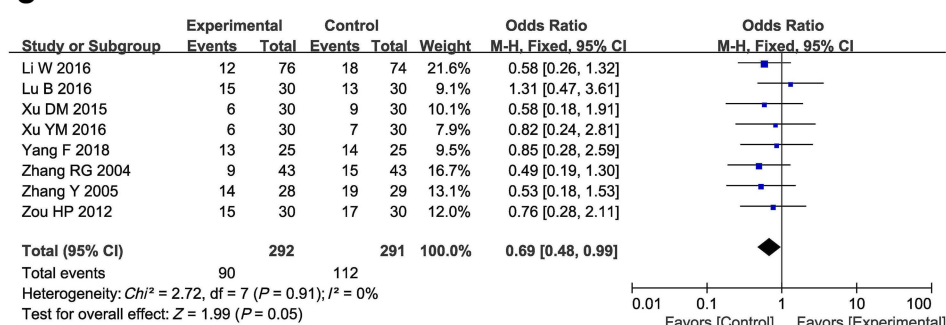 Experimental Control Odds Ratio Odds Ratio
Study or Subgroup Events Total Events Total Weight M-H, Fixed, 95% CI M-H, Fixed, 95% CI
Li W 2016 12 76 18 74 21.6% 0.58 [0.26, 1.32]
Lu B 2016 15 30 13 30 9.1% 1.31 [0.47, 3.61]
Xu DM 2015 6 30 9 30 10.1% 0.58 [0.18, 1.91]
Xu YM 2016 6 30 7 30 7.9% 0.82 [0.24, 2.81]
Yang F 2018 13 25 14 25 9.5% 0.85 [0.28, 2.59]
Zhang RG 2004 9 43 15 43 16.7% 0.49 [0.19, 1.30]
Zhang Y 2005 14 28 19 29 13.1% 0.53 [0.18, 1.53]
Zou HP 2012 15 30 17 30 12.0% 0.76 [0.28, 2.11]
Total (95% CI) 292 291 100.0% 0.69 [0.48, 0.99]
Total events 90 112
Heterogeneity: Chi² = 2.72, df = 7 (P = 0.91); I² = 0%
Test for overall effect: Z = 1.99 (P = 0.05)
0.01 0.1 1 10 100
Favors [Control] Favors [Experimental]